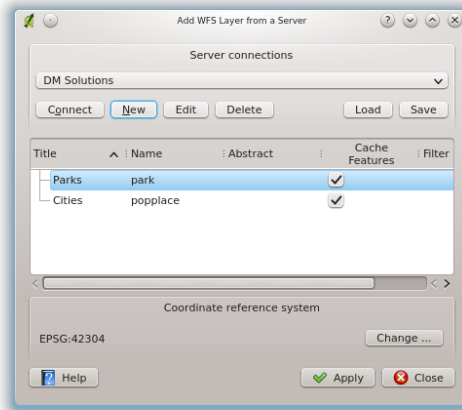 Add WFS Layer from a Server
Server connections
DM Solutions
Connect New Edit Delete Load Save
Title Name Abstract Cache Features Filter
Parks park
Cities popplace
Coordinate reference system
EPSG:42304
Change ...
Help Apply Close